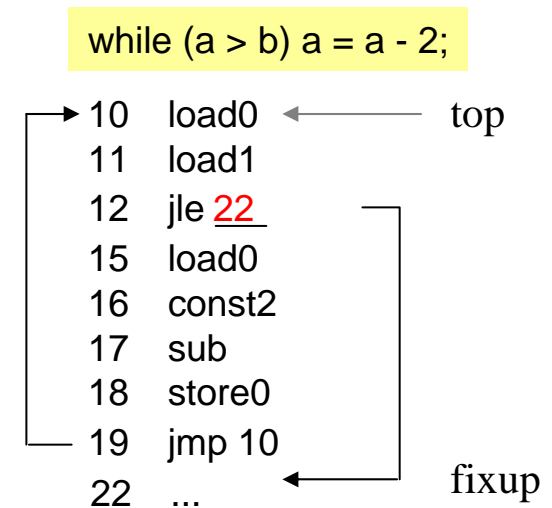 while (a > b) a = a - 2;
10 load0 top
11 load1
12 jle 22
15 load0
16 const2
17 sub
18 store0
19 jmp 10
22 ... fixup